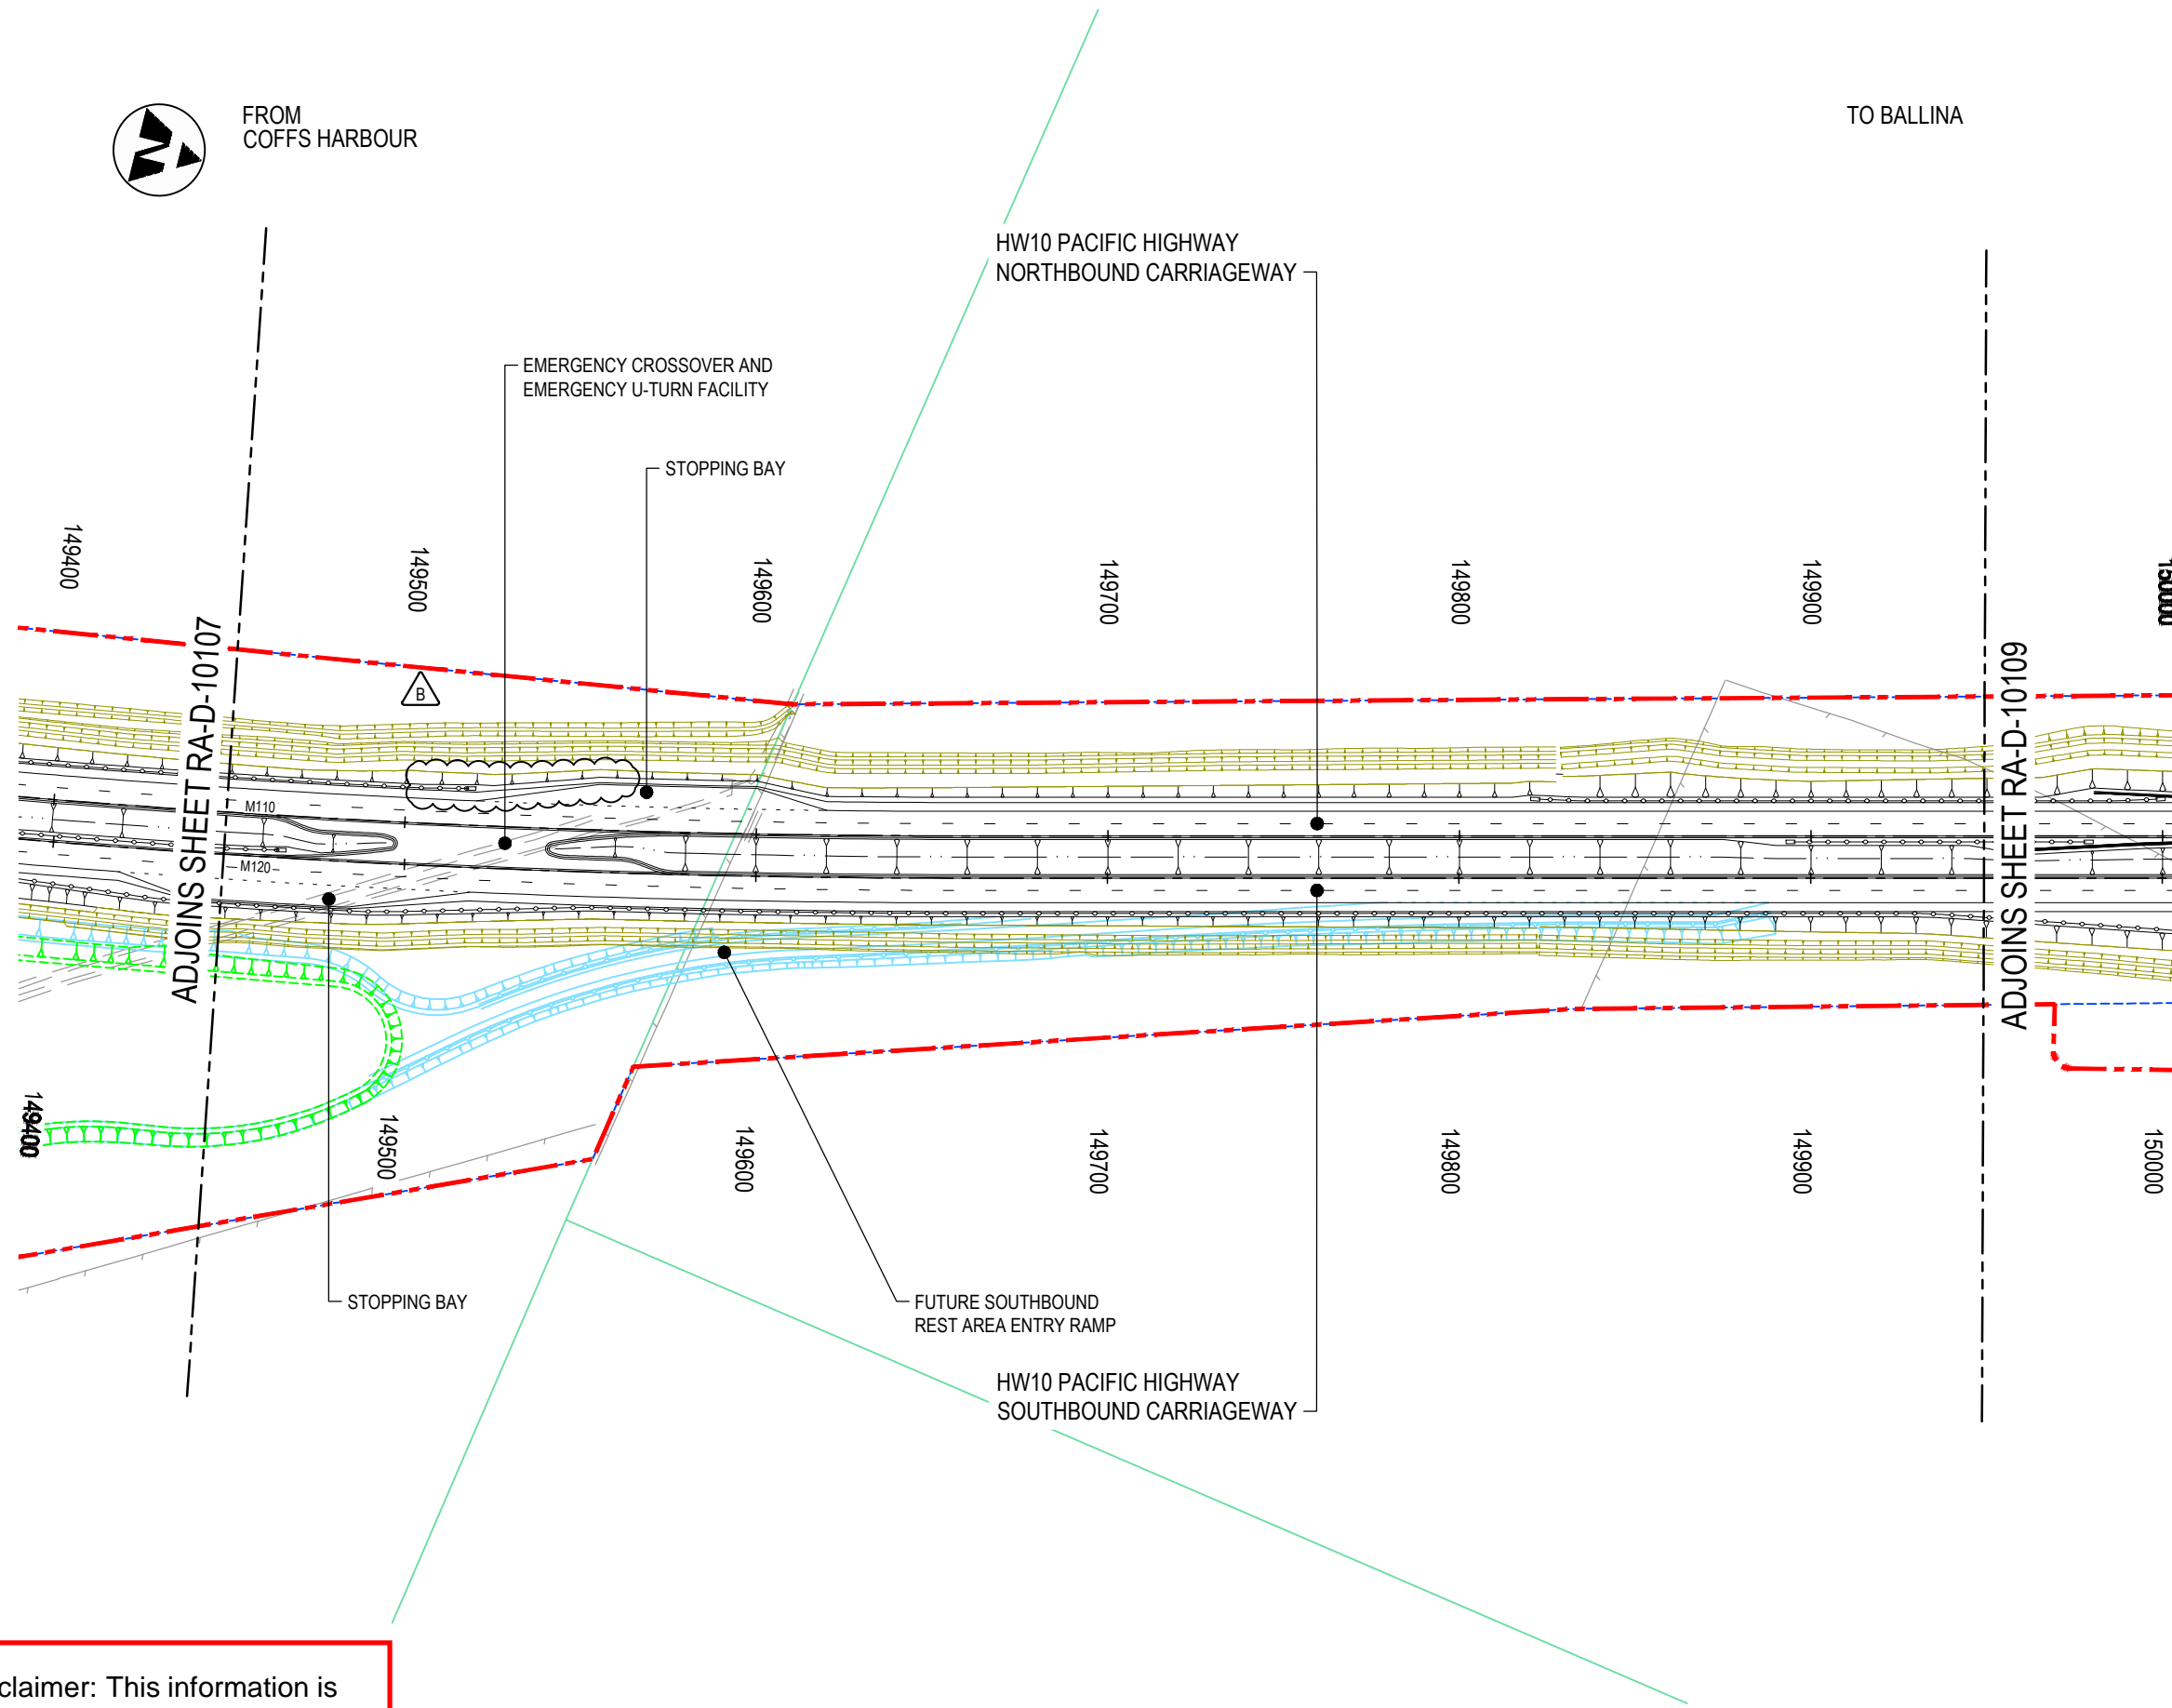 FROM
COFFS HARBOUR
TO BALLINA
HW10 PACIFIC HIGHWAY
NORTHBOUND CARRIAGEWAY
EMERGENCY CROSSOVER AND
EMERGENCY U-TURN FACILITY
STOPPING BAY
149400
149500
149600
149700
149800
149900
ADJOINS SHEET RA-D-10107
B
M110
M120
ADJOINS SHEET RA-D-10109
149400
149500
149600
149700
149800
149900
150000
STOPPING BAY
FUTURE SOUTHBOUND
REST AREA ENTRY RAMP
HW10 PACIFIC HIGHWAY
SOUTHBOUND CARRIAGEWAY
claimer: This information is